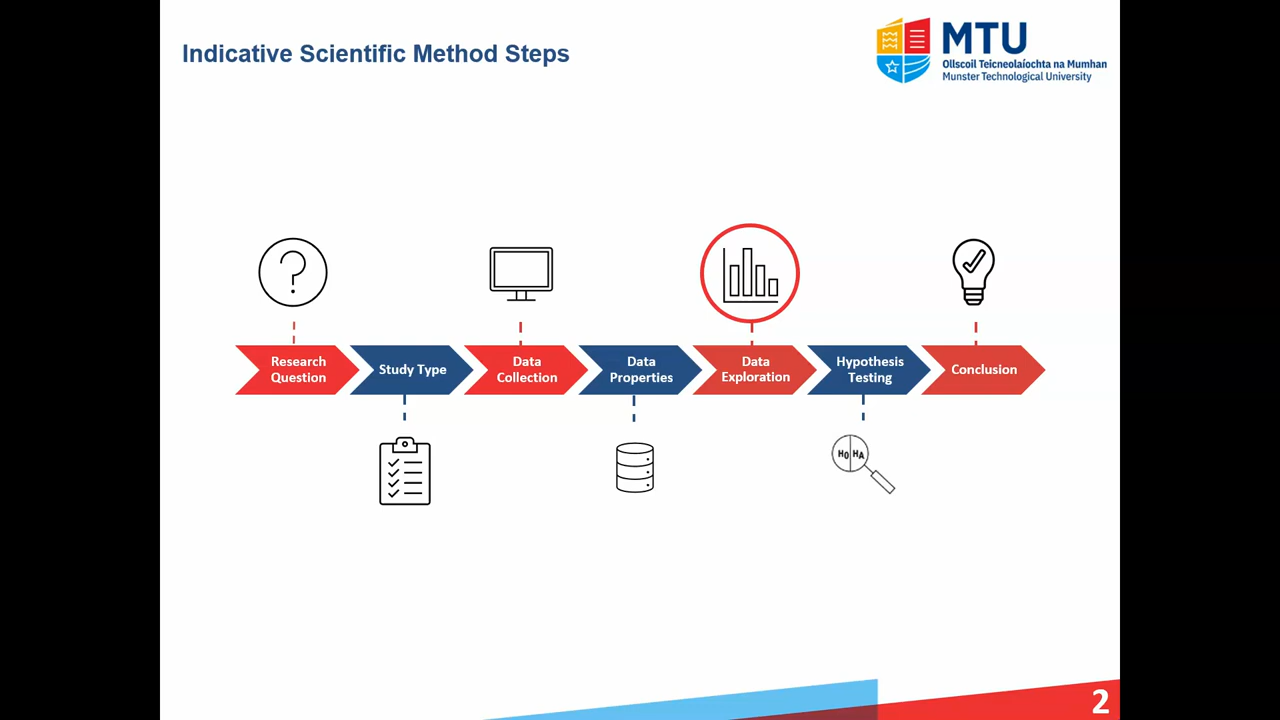 Indicative Scientific Method Steps
MTU
Ollscoil Teicneolaíochta na Mumhan
Munster Technological University
Research
Question
Study Type
Data
Collection
Data
Properties
Data
Exploration
Hypothesis
Testing
Conclusion
H0 HA
2